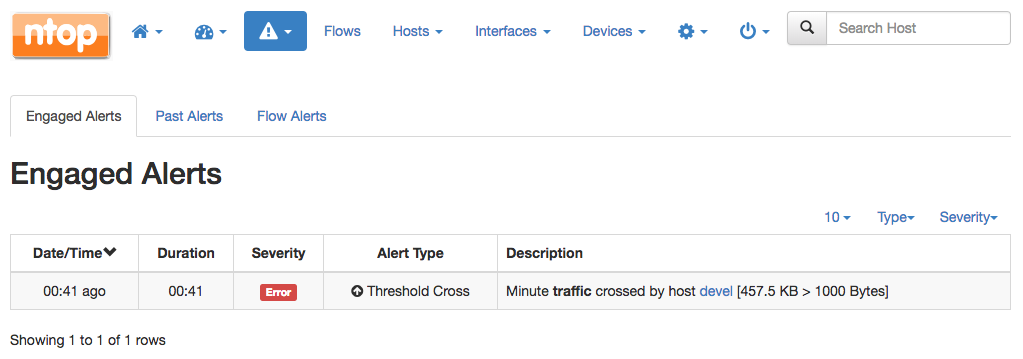 ntop Flows Hosts Interfaces Devices Search Host
Engaged Alerts Past Alerts Flow Alerts
Engaged Alerts
10 Type Severity
Date/Time Duration Severity Alert Type Description
00:41 ago 00:41 Error Threshold Cross Minute traffic crossed by host devel [457.5 KB > 1000 Bytes]
Showing 1 to 1 of 1 rows